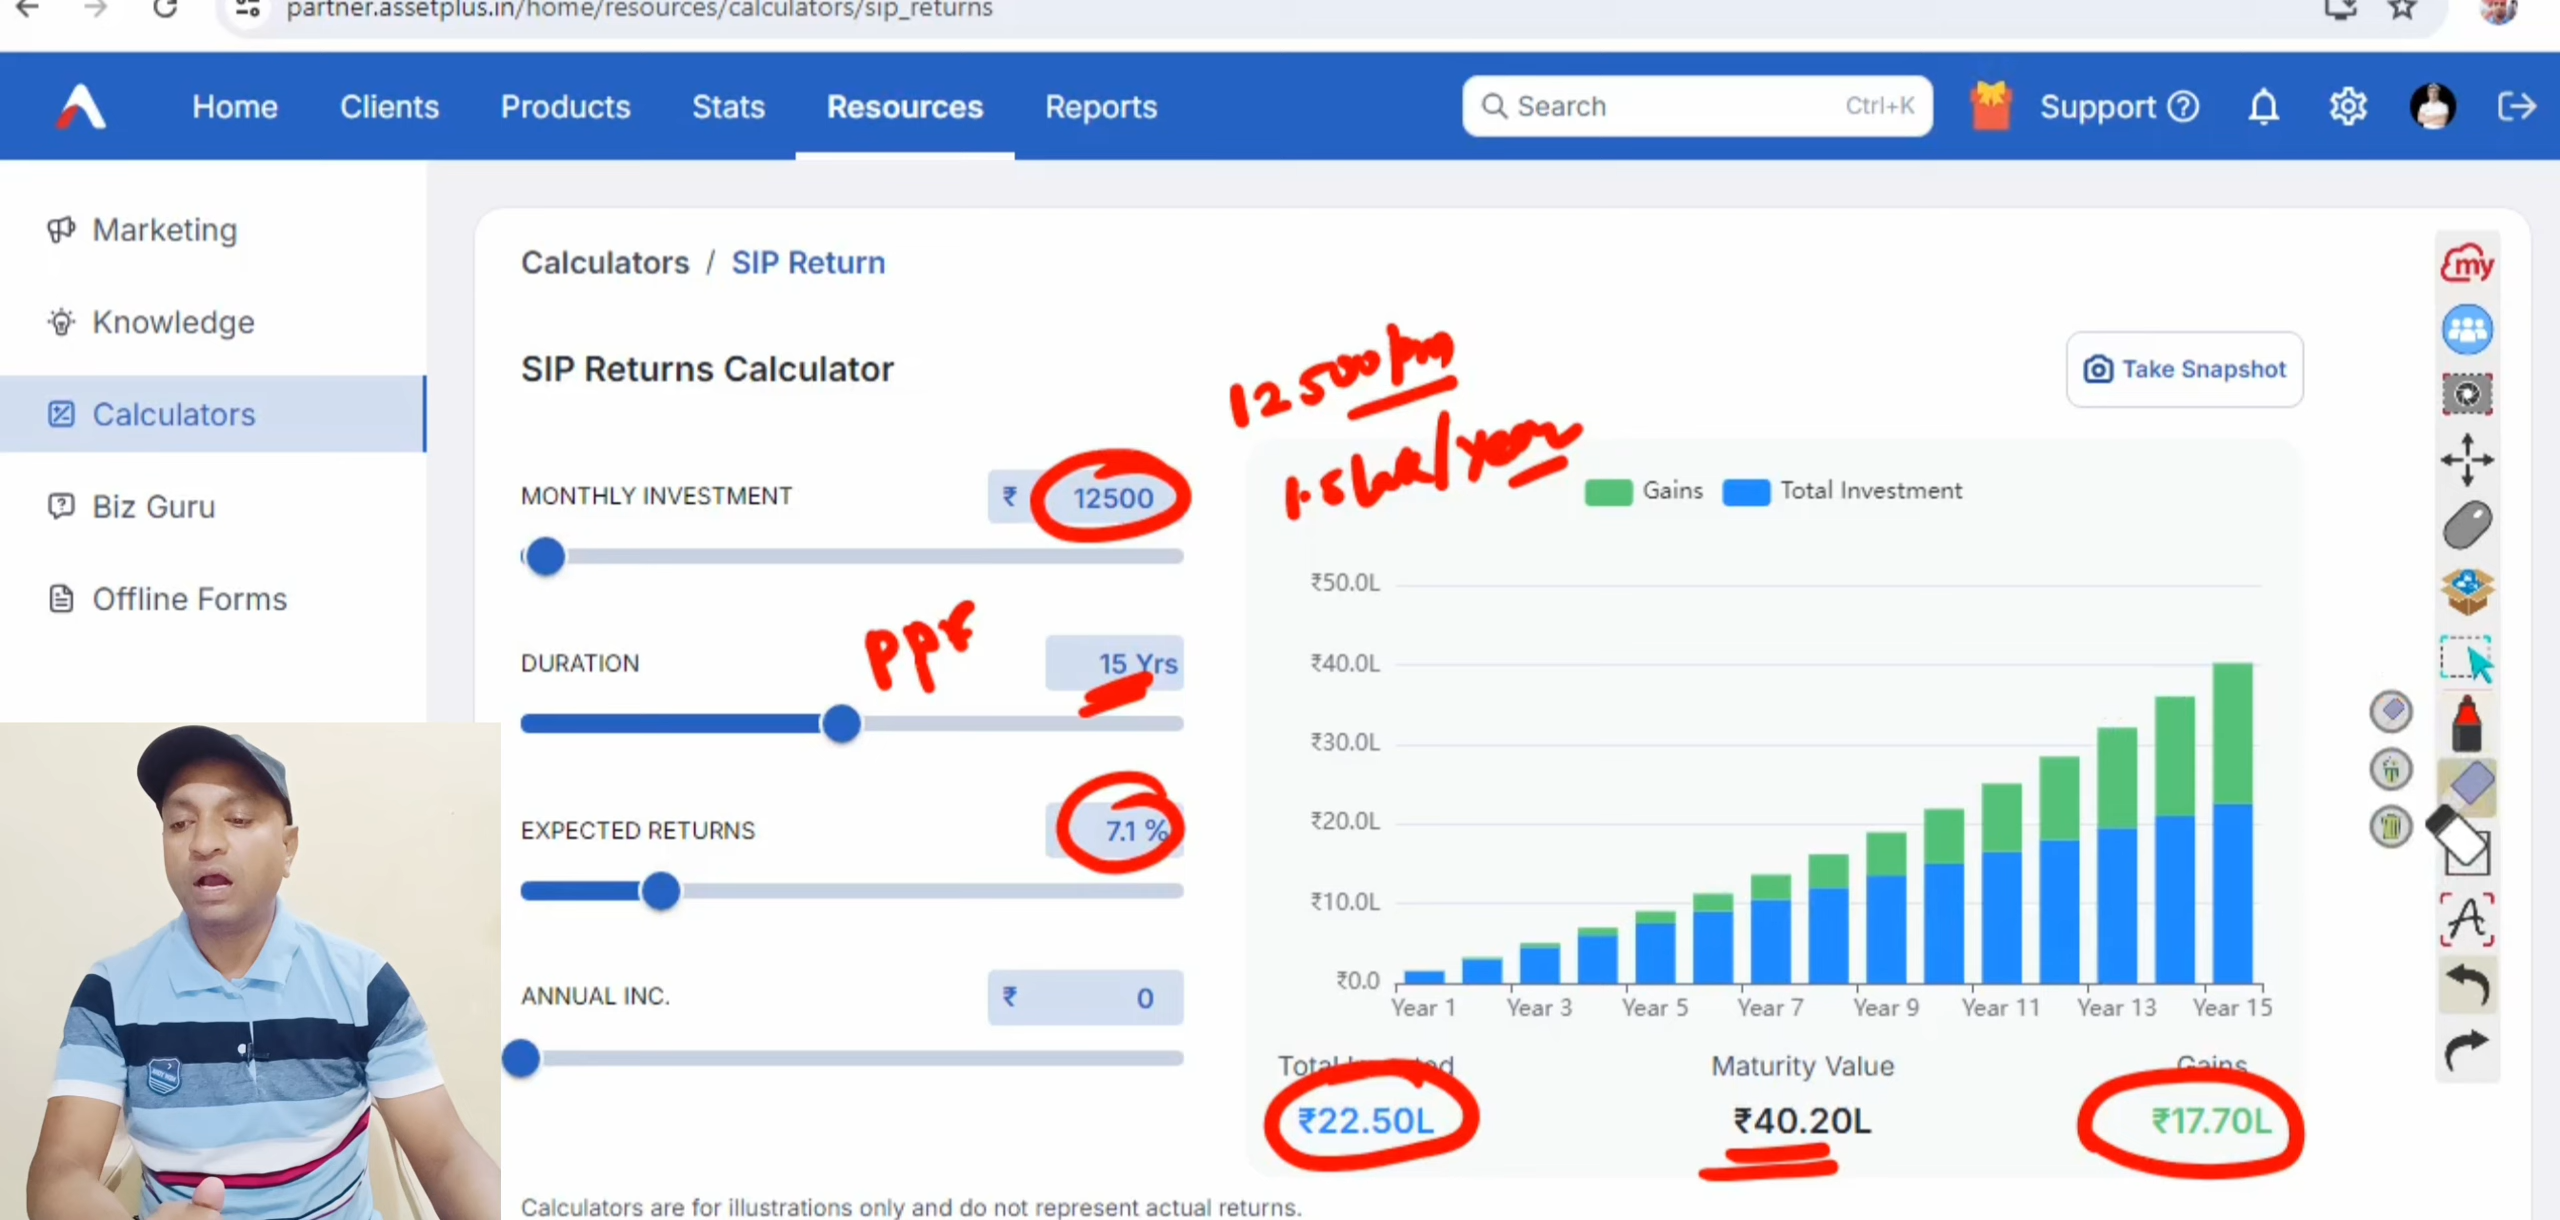 partner.assetplus.in/home/resources/calculators/sip_returns
Home Clients Products Stats Resources Reports Search Ctrl+K Support
Marketing
Knowledge
Calculators
Biz Guru
Offline Forms
Calculators / SIP Return
SIP Returns Calculator
Take Snapshot
12500 pm
1.5 lak/year
MONTHLY INVESTMENT ₹ 12500
DURATION 15 Yrs
PPF
EXPECTED RETURNS 7.1 %
ANNUAL INC. ₹ 0
Gains Total Investment
₹50.0L
₹40.0L
₹30.0L
₹20.0L
₹10.0L
₹0.0
Year 1 Year 3 Year 5 Year 7 Year 9 Year 11 Year 13 Year 15
Total Invested Maturity Value Gains
₹22.50L ₹40.20L ₹17.70L
Calculators are for illustrations only and do not represent actual returns.
my